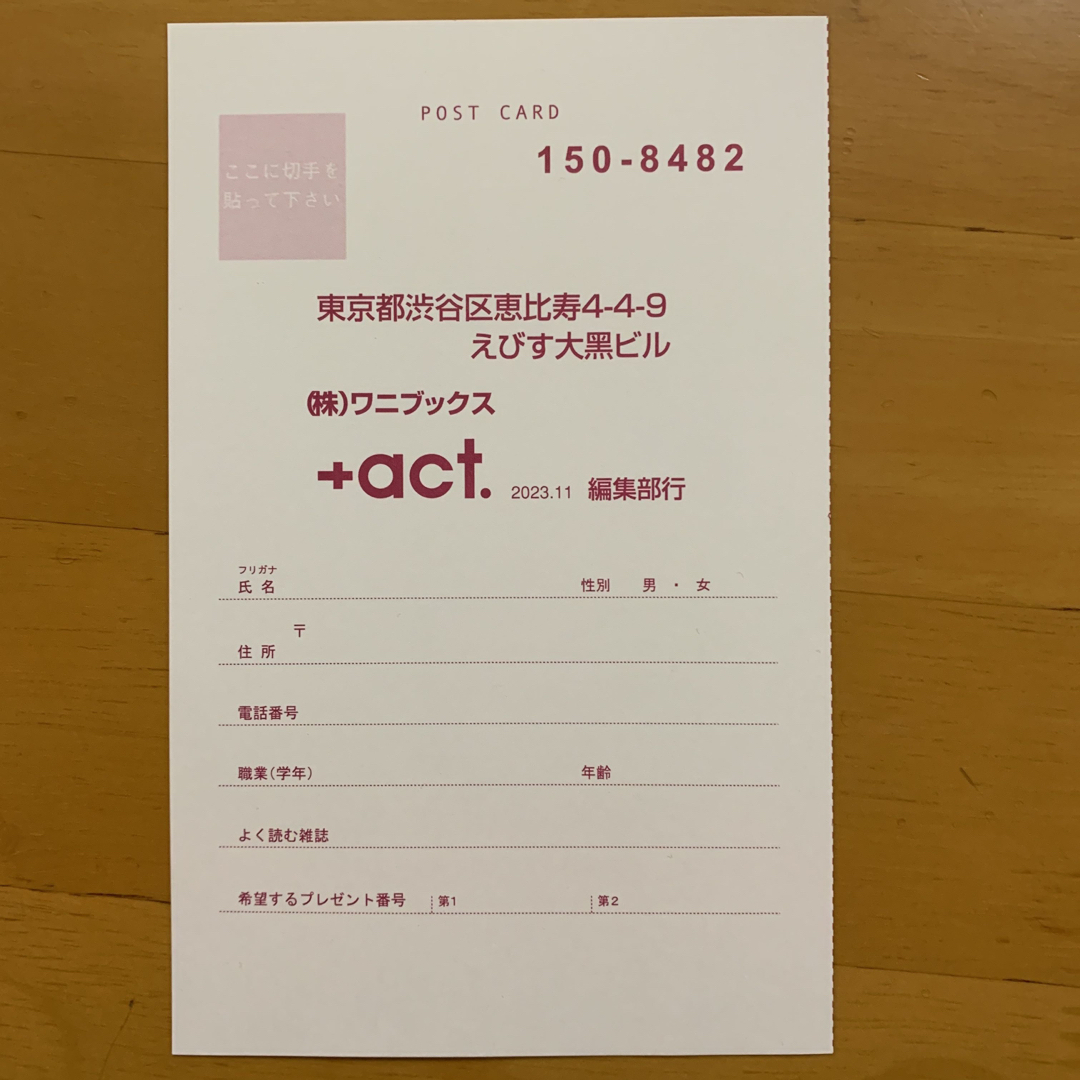 POST CARD
150-8482
ここに切手を
貼って下さい
東京都渋谷区恵比寿4-4-9
えびす大黒ビル
(株)ワニブックス
+act. 2023.11 編集部行
フリガナ
氏名 性別 男・女
〒
住所
電話番号
職業(学年) 年齢
よく読む雑誌
希望するプレゼント番号 第1 第2